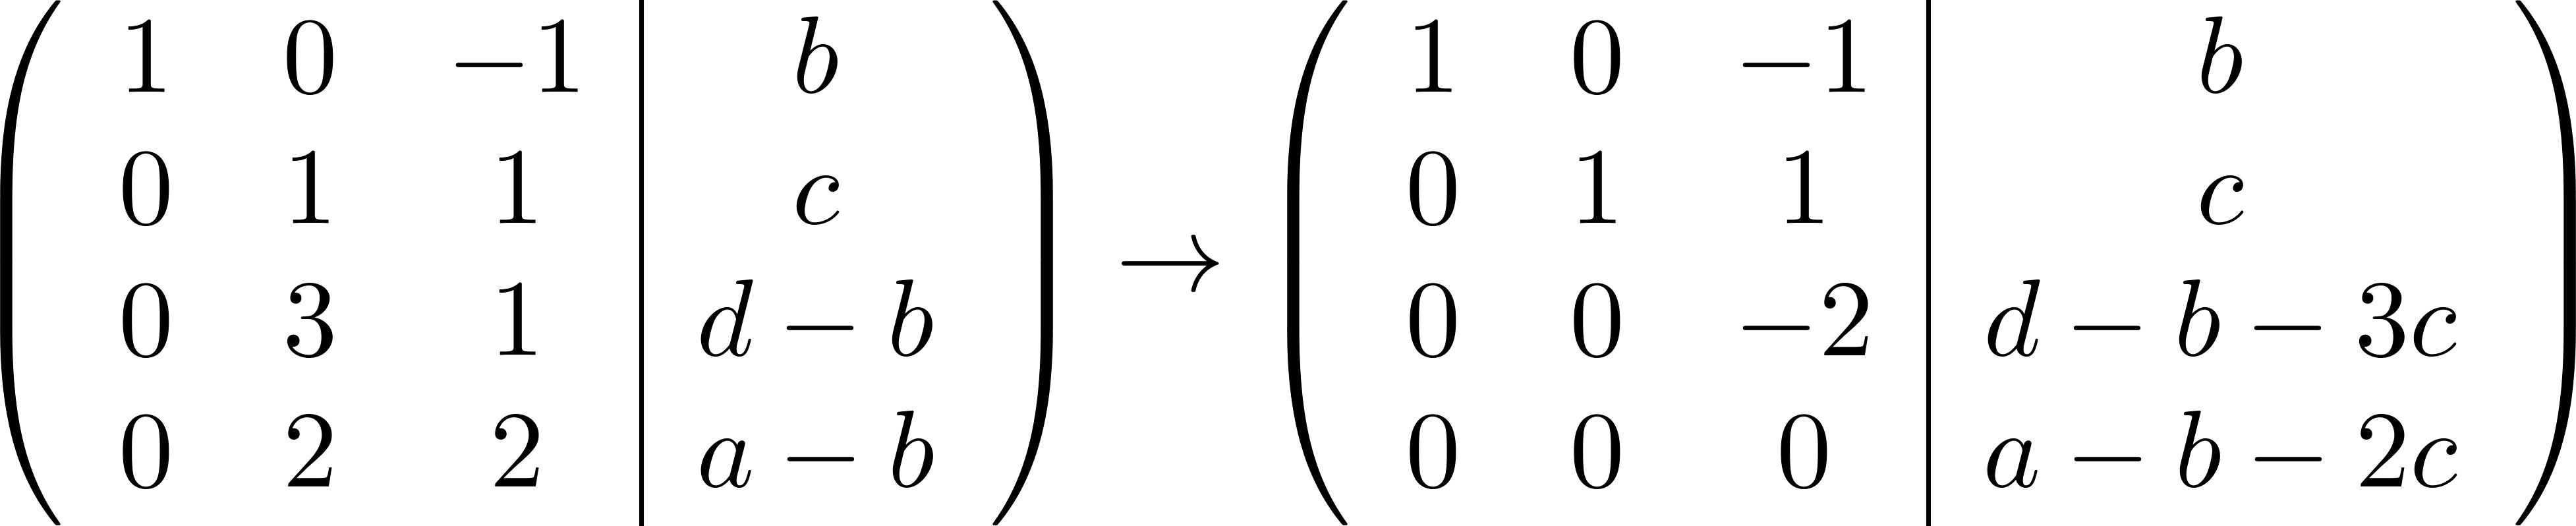 1 0 −1 | b 1 0 −1 | b
0 1 1 | c 0 1 1 | c
0 3 1 | d − b → 0 0 −2 | d − b − 3c
0 2 2 | a − b 0 0 0 | a − b − 2c